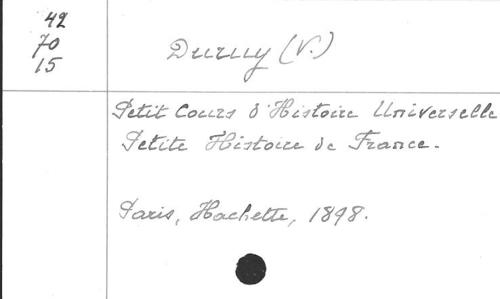 42
70
15
Duruy (V.)
Petit Cours d'Histoire Universelle
Petite Histoire de France.
Paris, Hachette, 1898.